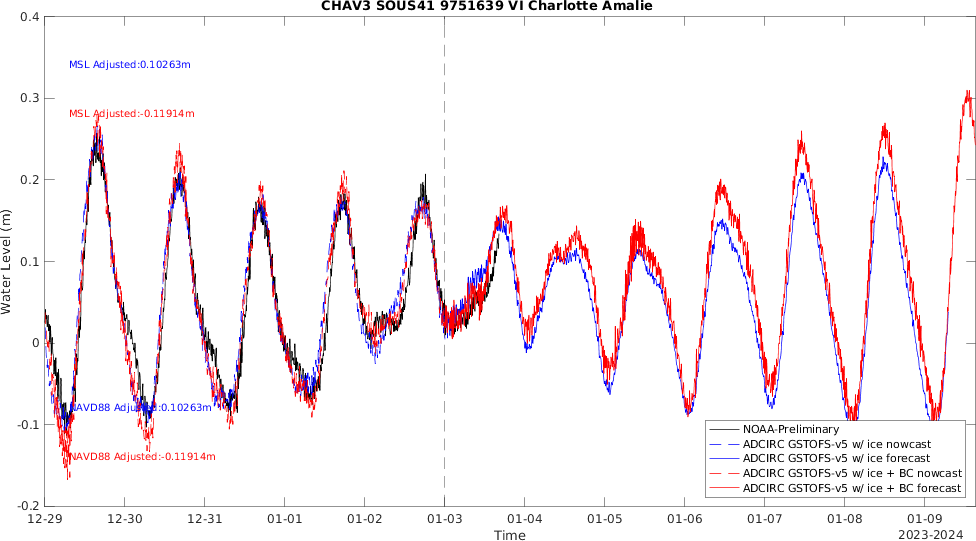 CHAV3 SOUS41 9751639 VI Charlotte Amalie
0.4
MSL Adjusted:0.10263m
0.3
MSL Adjusted:-0.11914m
0.2
Water Level (m)
0.1
0
NAVD88 Adjusted:0.10263m
-0.1
NOAA-Preliminary
ADCIRC GSTOFS-v5 w/ ice nowcast
NAVD88 Adjusted:-0.11914m
ADCIRC GSTOFS-v5 w/ ice forecast
ADCIRC GSTOFS-v5 w/ ice + BC nowcast
ADCIRC GSTOFS-v5 w/ ice + BC forecast
-0.2
12-29 12-30 12-31 01-01 01-02 01-03 01-04 01-05 01-06 01-07 01-08 01-09
Time
2023-2024